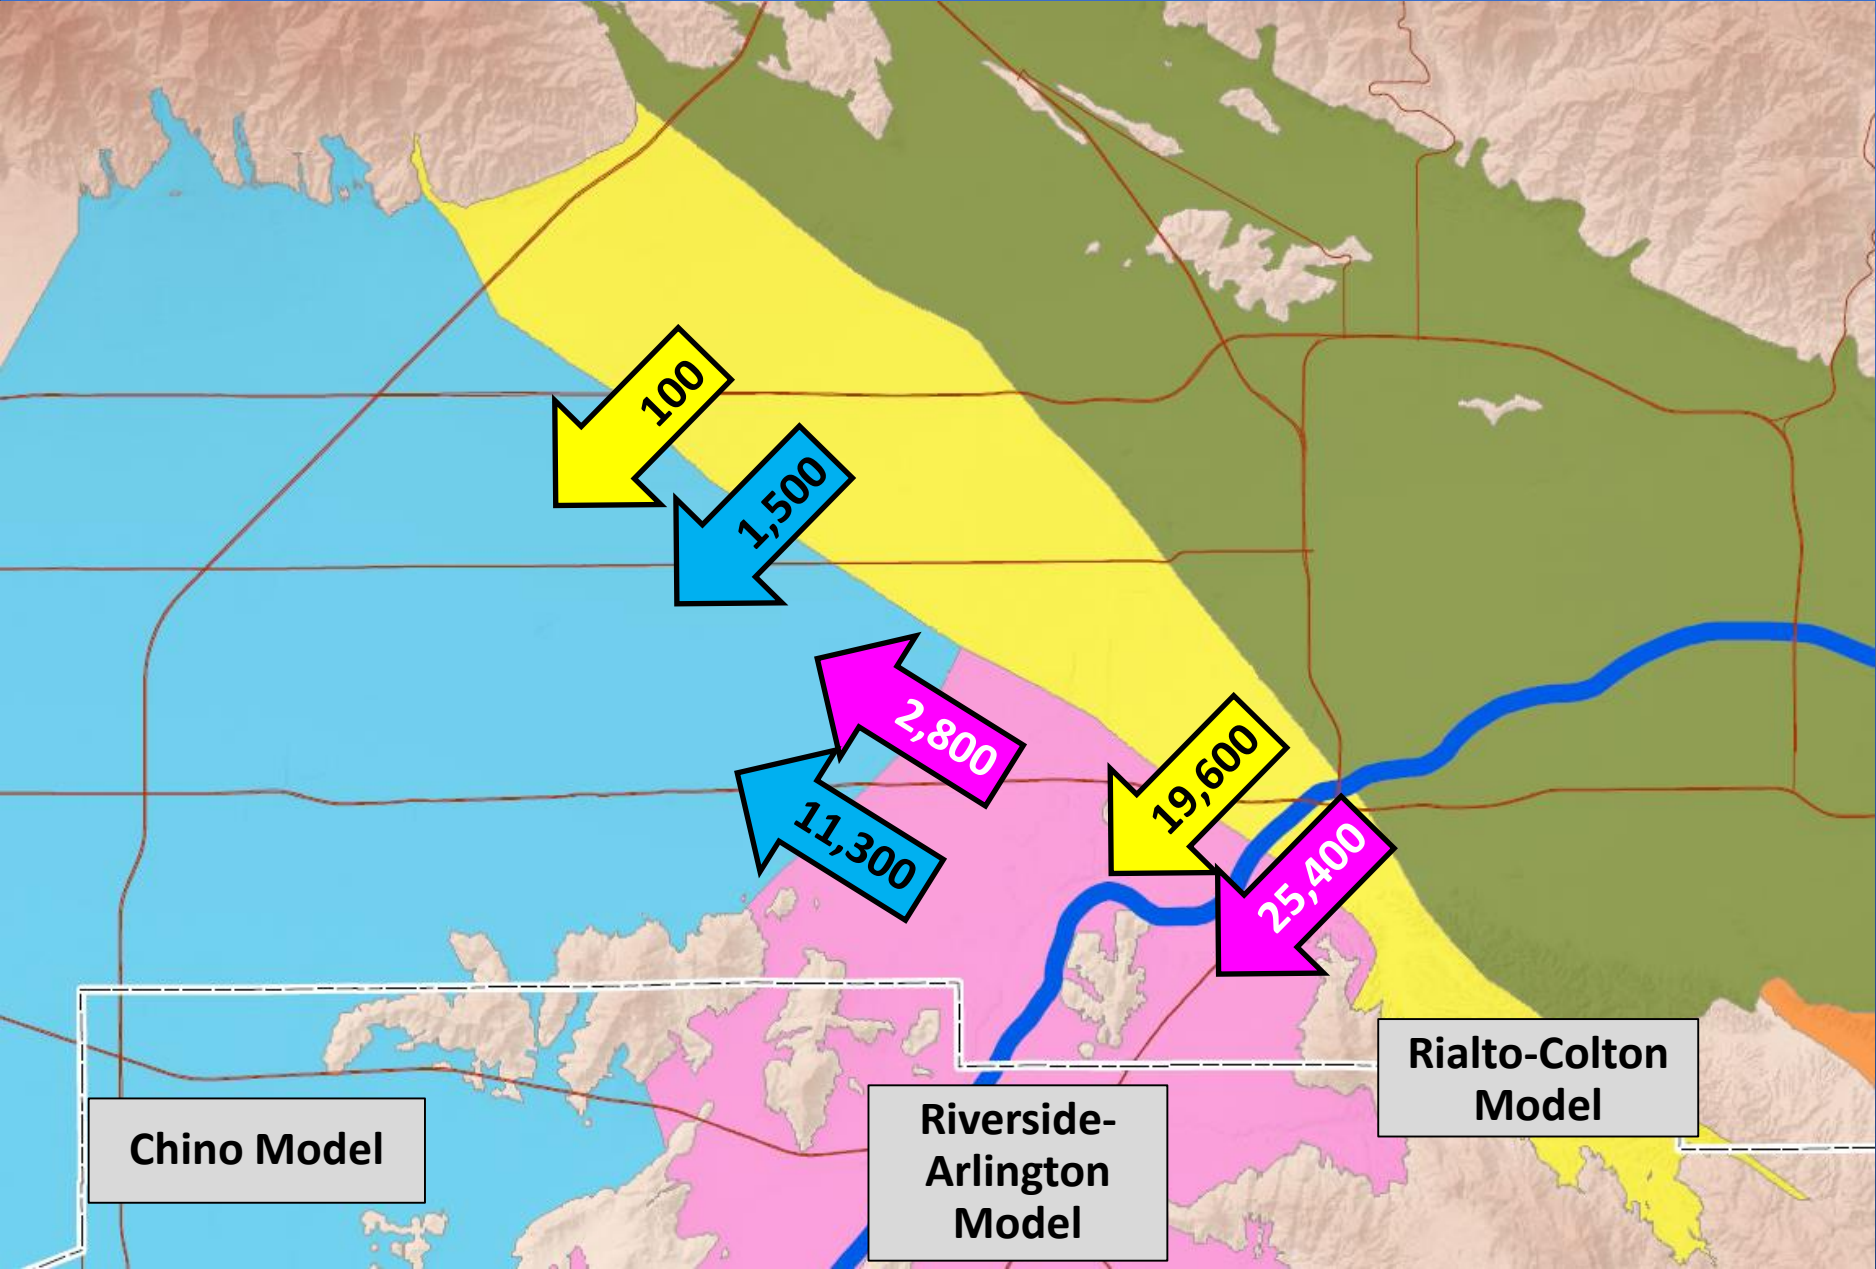 100
1,500
2,800
11,300
19,600
25,400
Rialto-Colton
Model
Riverside-
Arlington
Model
Chino Model